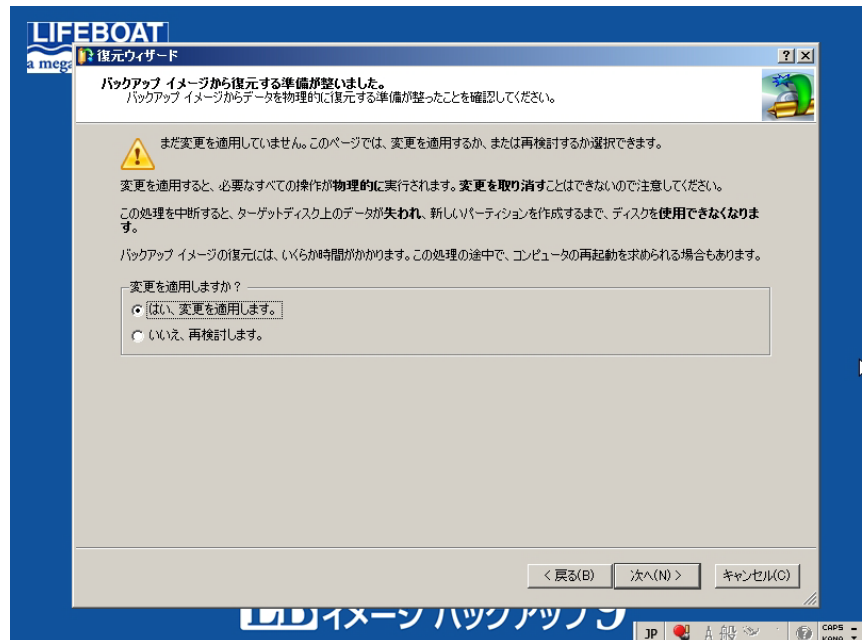 LIFEBOAT
a mega
復元ウィザード
バックアップ イメージから復元する準備が整いました。
バックアップ イメージからデータを物理的に復元する準備が整ったことを確認してください。
まだ変更を適用していません。このページでは、変更を適用するか、または再検討するか選択できます。
変更を適用すると、必要なすべての操作が物理的に実行されます。変更を取り消すことはできないので注意してください。
この処理を中断すると、ターゲットディスク上のデータが失われ、新しいパーティションを作成するまで、ディスクを使用できなくなりま
す。
バックアップ イメージの復元には、いくらか時間がかかります。この処理の途中で、コンピュータの再起動を求められる場合もあります。
変更を適用しますか?
はい、変更を適用します。
いいえ、再検討します。
< 戻る(B) 次へ(N) > キャンセル(C)
LBイメージ バックアップ9
JP A 般 CAPS
KANA